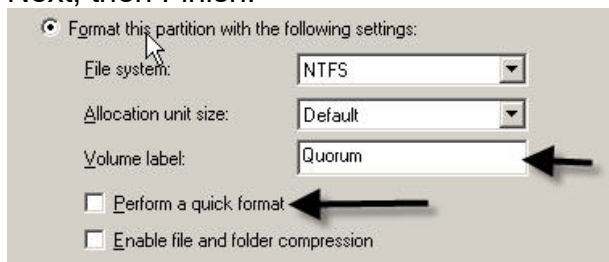 Next, then Finish.
Format this partition with the following settings:
File system: NTFS
Allocation unit size: Default
Volume label: Quorum
Perform a quick format
Enable file and folder compression